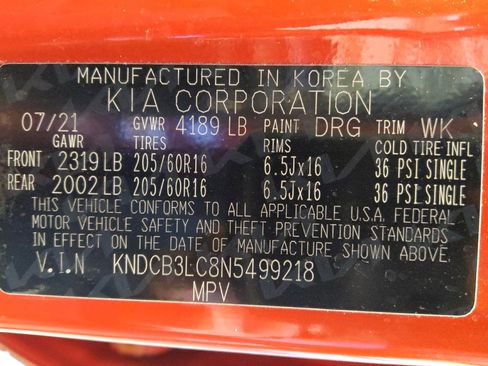 MANUFACTURED IN KOREA BY
KIA CORPORATION
07/21 GVWR 4189 LB PAINT DRG TRIM WK
GAWR TIRES RIMS COLD TIRE INFL
FRONT 2319 LB 205/60R16 6.5Jx16 36 PSI.SINGLE
REAR 2002 LB 205/60R16 6.5Jx16 36 PSI.SINGLE
THIS VEHICLE CONFORMS TO ALL APPLICABLE U.S.A. FEDERAL
MOTOR VEHICLE SAFETY AND THEFT PREVENTION STANDARDS
IN EFFECT ON THE DATE OF MANUFACTURE, SHOWN ABOVE.
V.I.N KNDCB3LC8N5499218
MPV